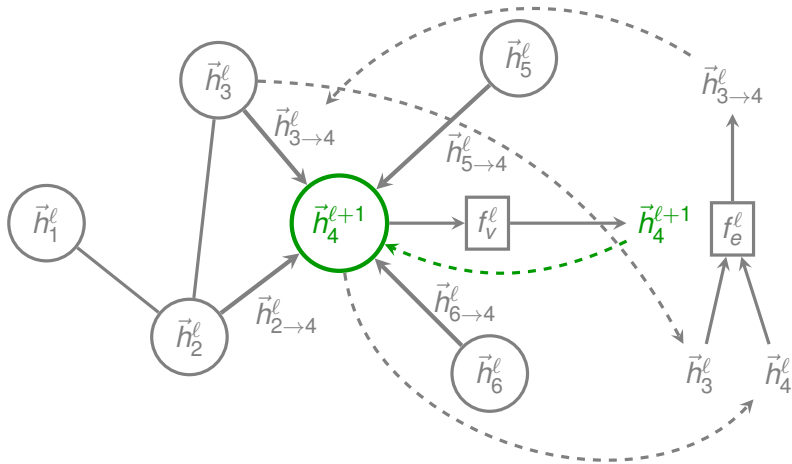 h⃗₃^ℓ
h⃗₅^ℓ
h⃗₃→₄^ℓ
h⃗₃→₄^ℓ
h⃗₅→₄^ℓ
h⃗₁^ℓ
h⃗₄^ℓ+1
f_v^ℓ
h⃗₄^ℓ+1
f_e^ℓ
h⃗₂→₄^ℓ
h⃗₆→₄^ℓ
h⃗₂^ℓ
h⃗₆^ℓ
h⃗₃^ℓ
h⃗₄^ℓ